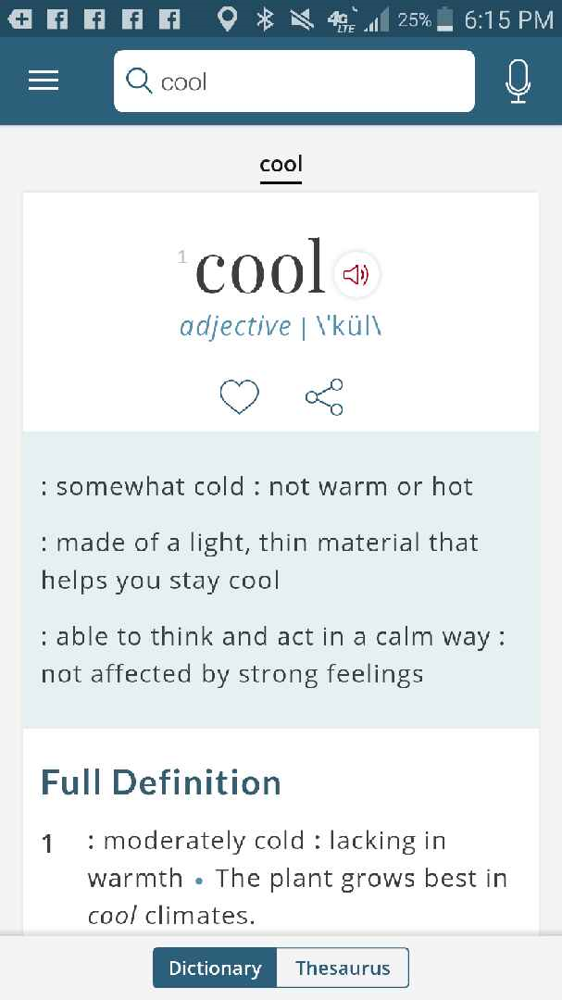 4G LTE 25% 6:15 PM
cool
cool
1 cool
adjective | \ˈkül\
: somewhat cold : not warm or hot
: made of a light, thin material that
helps you stay cool
: able to think and act in a calm way :
not affected by strong feelings
Full Definition
1 : moderately cold : lacking in
warmth • The plant grows best in
cool climates.
Dictionary Thesaurus